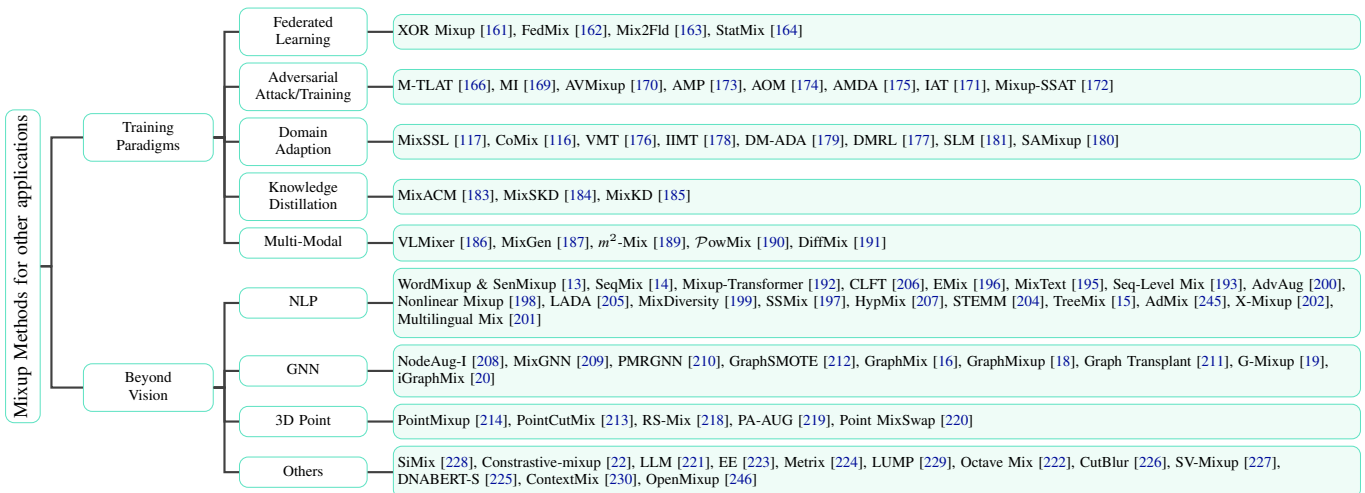 Mixup Methods for other applications
Training
Paradigms
Federated
Learning
XOR Mixup [161], FedMix [162], Mix2Fld [163], StatMix [164]
Adversarial
Attack/Training
M-TLAT [166], MI [169], AVMixup [170], AMP [173], AOM [174], AMDA [175], IAT [171], Mixup-SSAT [172]
Domain
Adaption
MixSSL [117], CoMix [116], VMT [176], IIMT [178], DM-ADA [179], DMRL [177], SLM [181], SAMixup [180]
Knowledge
Distillation
MixACM [183], MixSKD [184], MixKD [185]
Multi-Modal
VLMixer [186], MixGen [187], m²-Mix [189], 𝒫owMix [190], DiffMix [191]
Beyond
Vision
NLP
WordMixup & SenMixup [13], SeqMix [14], Mixup-Transformer [192], CLFT [206], EMix [196], MixText [195], Seq-Level Mix [193], AdvAug [200],
Nonlinear Mixup [198], LADA [205], MixDiversity [199], SSMix [197], HypMix [207], STEMM [204], TreeMix [15], AdMix [245], X-Mixup [202],
Multilingual Mix [201]
GNN
NodeAug-I [208], MixGNN [209], PMRGNN [210], GraphSMOTE [212], GraphMix [16], GraphMixup [18], Graph Transplant [211], G-Mixup [19],
iGraphMix [20]
3D Point
PointMixup [214], PointCutMix [213], RS-Mix [218], PA-AUG [219], Point MixSwap [220]
Others
SiMix [228], Constrastive-mixup [22], LLM [221], EE [223], Metrix [224], LUMP [229], Octave Mix [222], CutBlur [226], SV-Mixup [227],
DNABERT-S [225], ContextMix [230], OpenMixup [246]